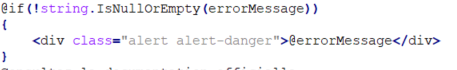 @if(!string.IsNullOrEmpty(errorMessage))
{
    <div class="alert alert-danger">@errorMessage</div>
}